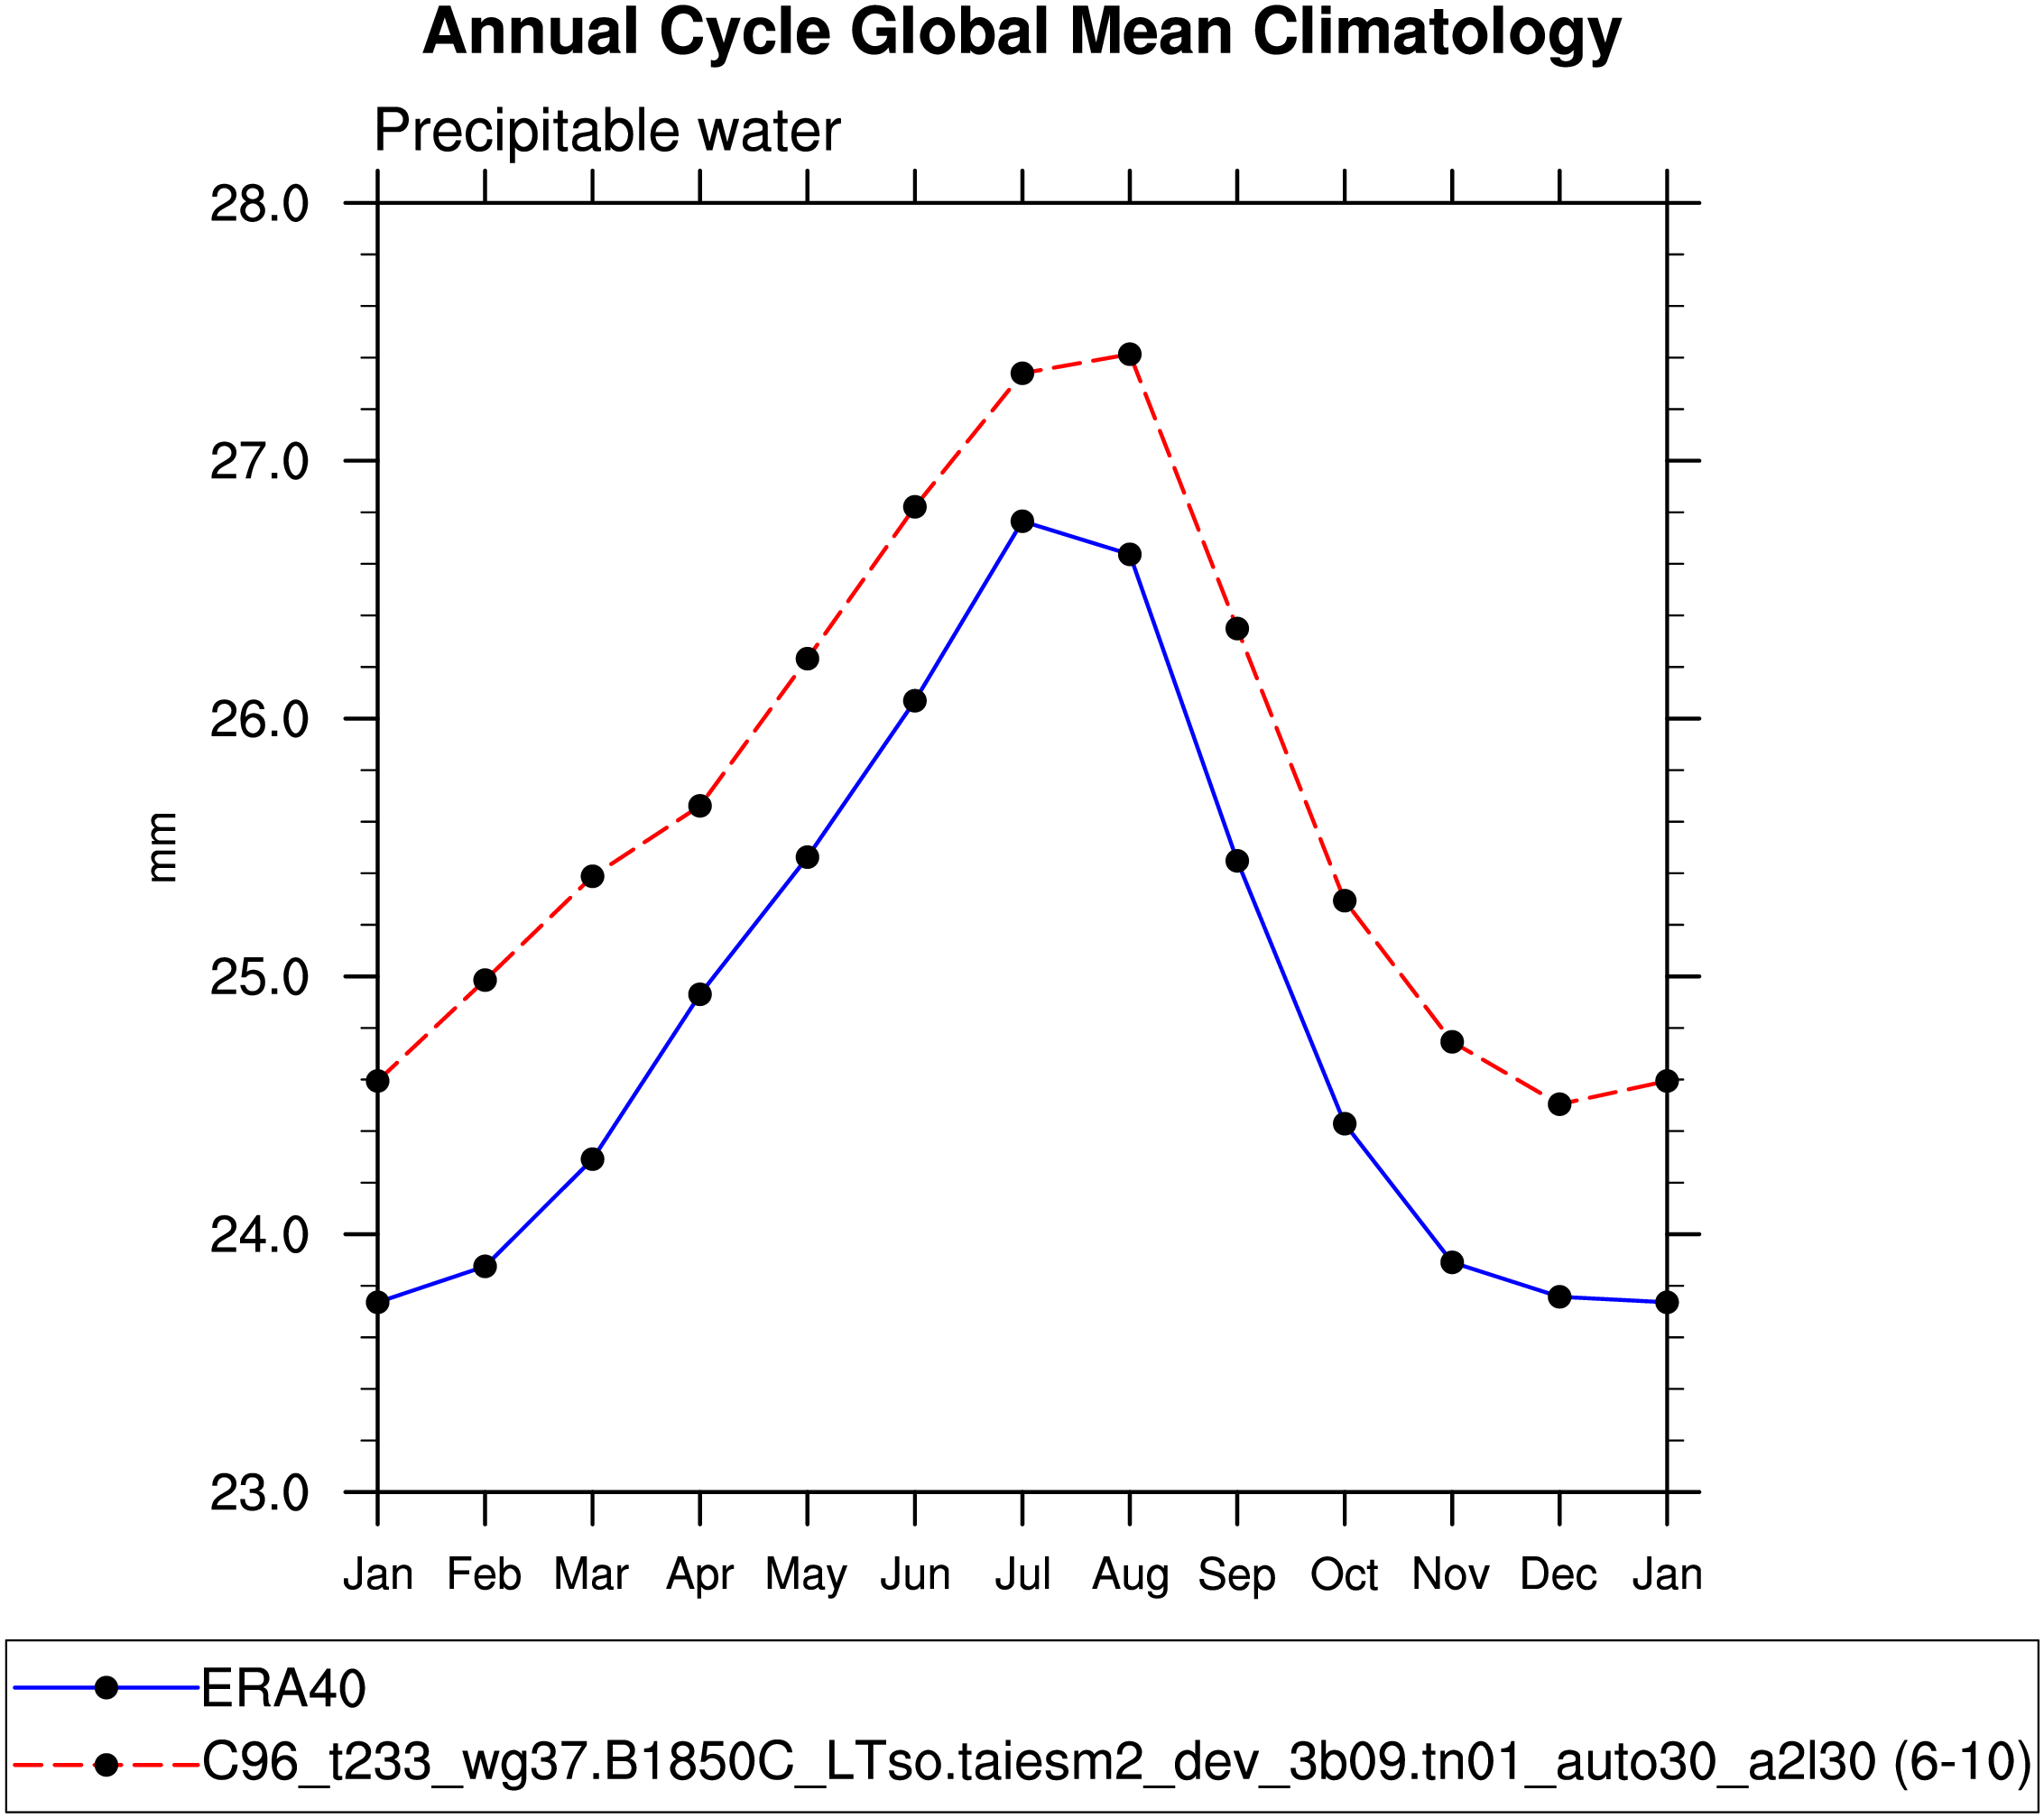 Annual Cycle Global Mean Climatology
Precipitable water
28.0
27.0
26.0
25.0
24.0
23.0
mm
Jan Feb Mar Apr May Jun Jul Aug Sep Oct Nov Dec Jan
ERA40
C96_t233_wg37.B1850C_LTso.taiesm2_dev_3b09.tn01_auto30_a2l30 (6-10)